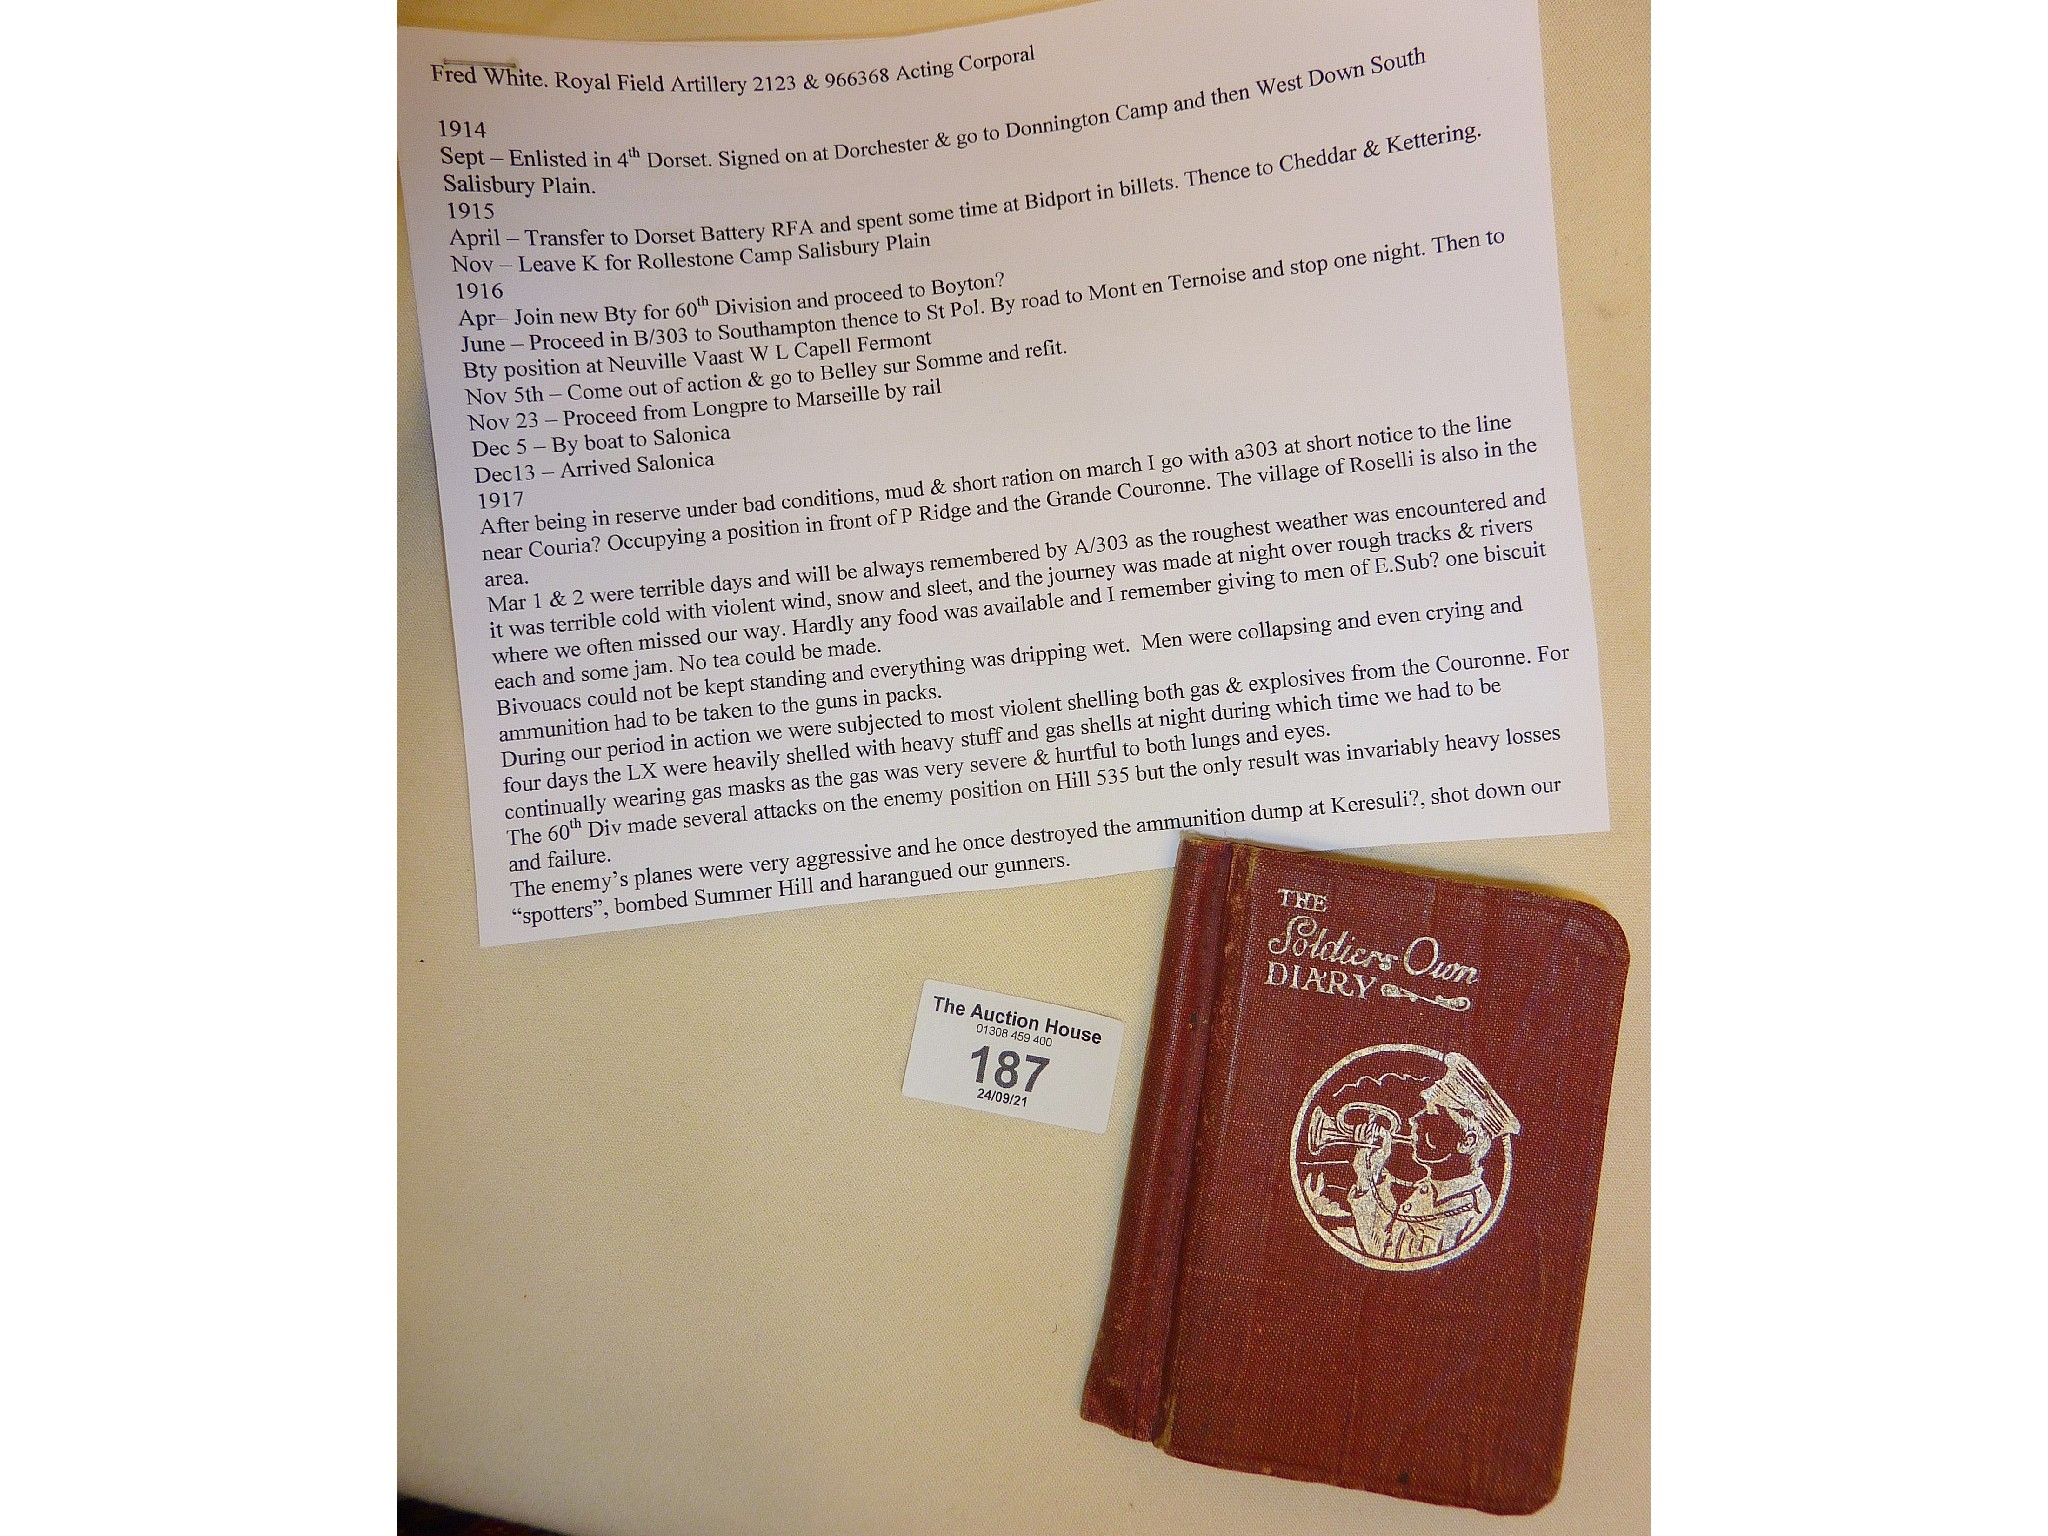 Fred White. Royal Field Artillery 2123 & 966368 Acting Corporal
1914
Sept – Enlisted in 4th Dorset. Signed on at Dorchester & go to Donnington Camp and then West Down South
Salisbury Plain.
1915
April – Transfer to Dorset Battery RFA and spent some time at Bidport in billets. Thence to Cheddar & Kettering.
Nov – Leave K for Rollestone Camp Salisbury Plain
1916
Apr– Join new Bty for 60th Division and proceed to Boyton?
June – Proceed in B/303 to Southampton thence to St Pol. By road to Mont en Ternoise and stop one night. Then to
Bty position at Neuville Vaast W L Capell Fermont
Nov 5th – Come out of action & go to Belley sur Somme and refit.
Nov 23 – Proceed from Longpre to Marseille by rail
Dec 5 – By boat to Salonica
Dec13 – Arrived Salonica
1917
After being in reserve under bad conditions, mud & short ration on march I go with a303 at short notice to the line
near Couria? Occupying a position in front of P Ridge and the Grande Couronne. The village of Roselli is also in the
area.
Mar 1 & 2 were terrible days and will be always remembered by A/303 as the roughest weather was encountered and
it was terrible cold with violent wind, snow and sleet, and the journey was made at night over rough tracks & rivers
where we often missed our way. Hardly any food was available and I remember giving to men of E.Sub? one biscuit
each and some jam. No tea could be made.
Bivouacs could not be kept standing and everything was dripping wet. Men were collapsing and even crying and
ammunition had to be taken to the guns in packs.
During our period in action we were subjected to most violent shelling both gas & explosives from the Couronne. For
four days the LX were heavily shelled with heavy stuff and gas shells at night during which time we had to be
continually wearing gas masks as the gas was very severe & hurtful to both lungs and eyes.
The 60th Div made several attacks on the enemy position on Hill 535 but the only result was invariably heavy losses
and failure.
The enemy's planes were very aggressive and he once destroyed the ammunition dump at Keresuli?, shot down our
“spotters”, bombed Summer Hill and harangued our gunners.
THE
Soldiers Own
DIARY
The Auction House
01308 459 400
187
24/09/21